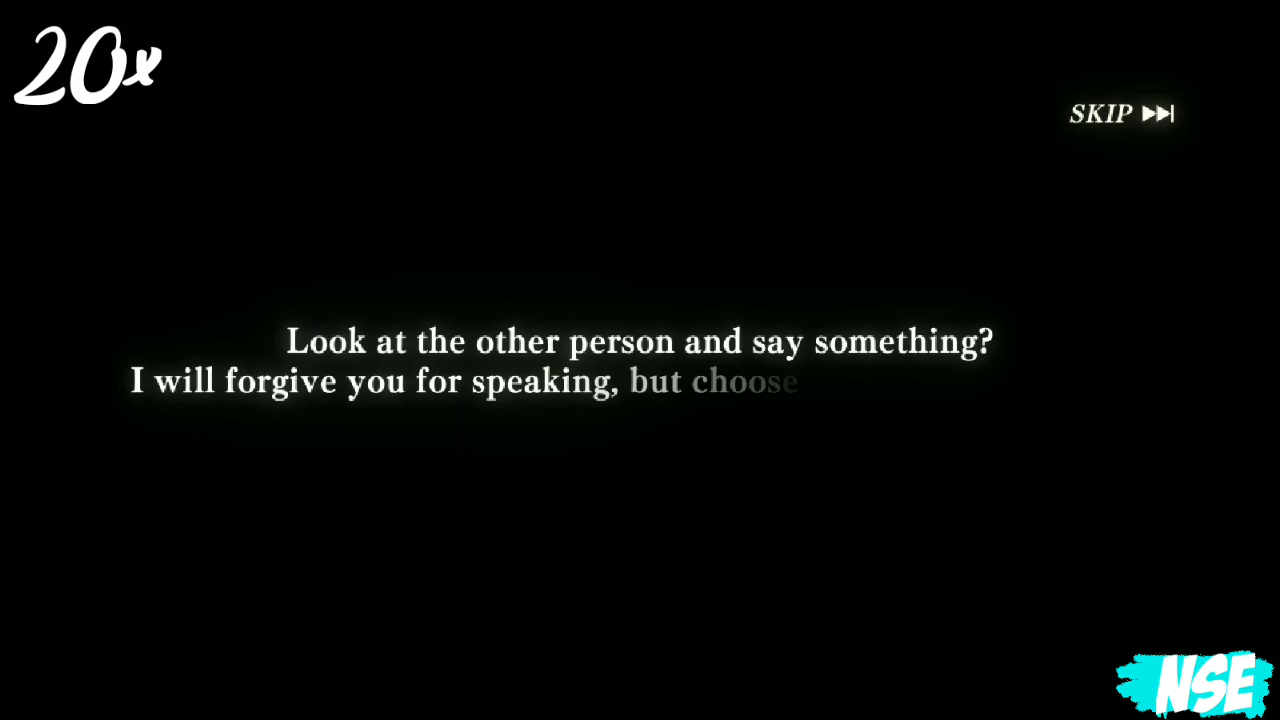 20x
SKIP
Look at the other person and say something?
I will forgive you for speaking, but choose
NSE